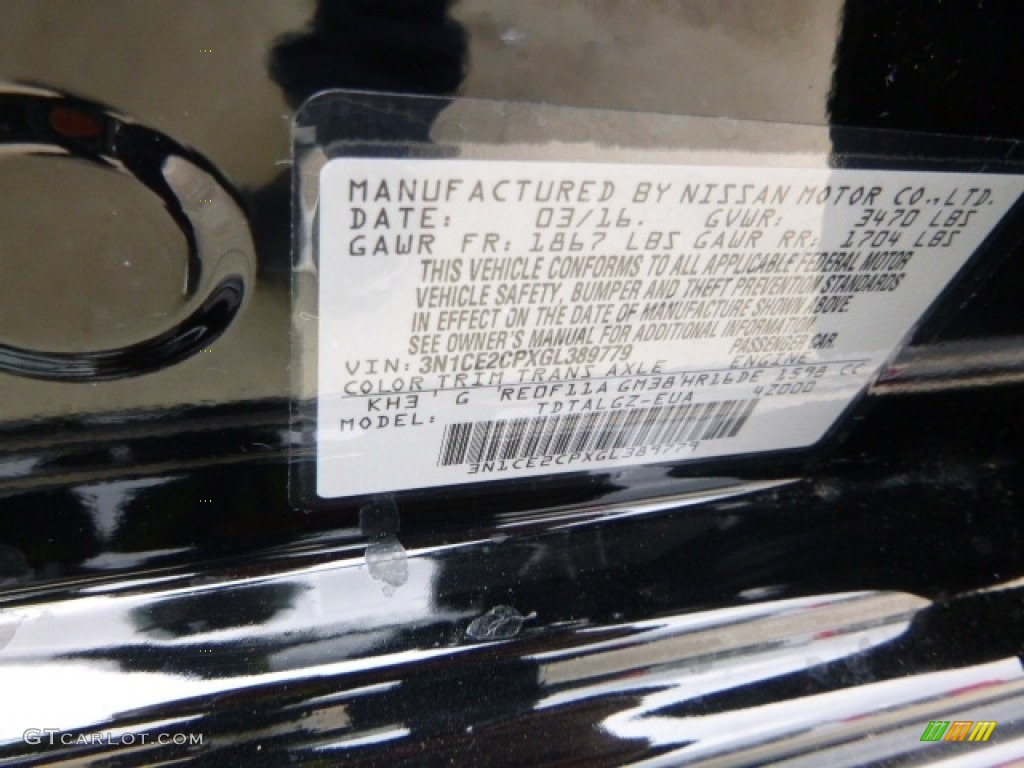 MANUFACTURED BY NISSAN MOTOR CO.,LTD.
DATE: 03/16. GVWR: 3470 LBS
GAWR FR: 1867 LBS GAWR RR: 1704 LBS
THIS VEHICLE CONFORMS TO ALL APPLICABLE FEDERAL MOTOR
VEHICLE SAFETY, BUMPER AND THEFT PREVENTION STANDARDS
IN EFFECT ON THE DATE OF MANUFACTURE SHOWN ABOVE
SEE OWNER'S MANUAL FOR ADDITIONAL INFORMATION
VIN: 3N1CE2CPXGL389779 PASSENGER CAR
COLOR TRIM TRANS AXLE ENGINE
KH3 G RE0F11A GM38 HR16DE 1598 CC
MODEL: TDTALGZ-EUA 42000
3N1CE2CPXGL389779
GTCARLOT.COM